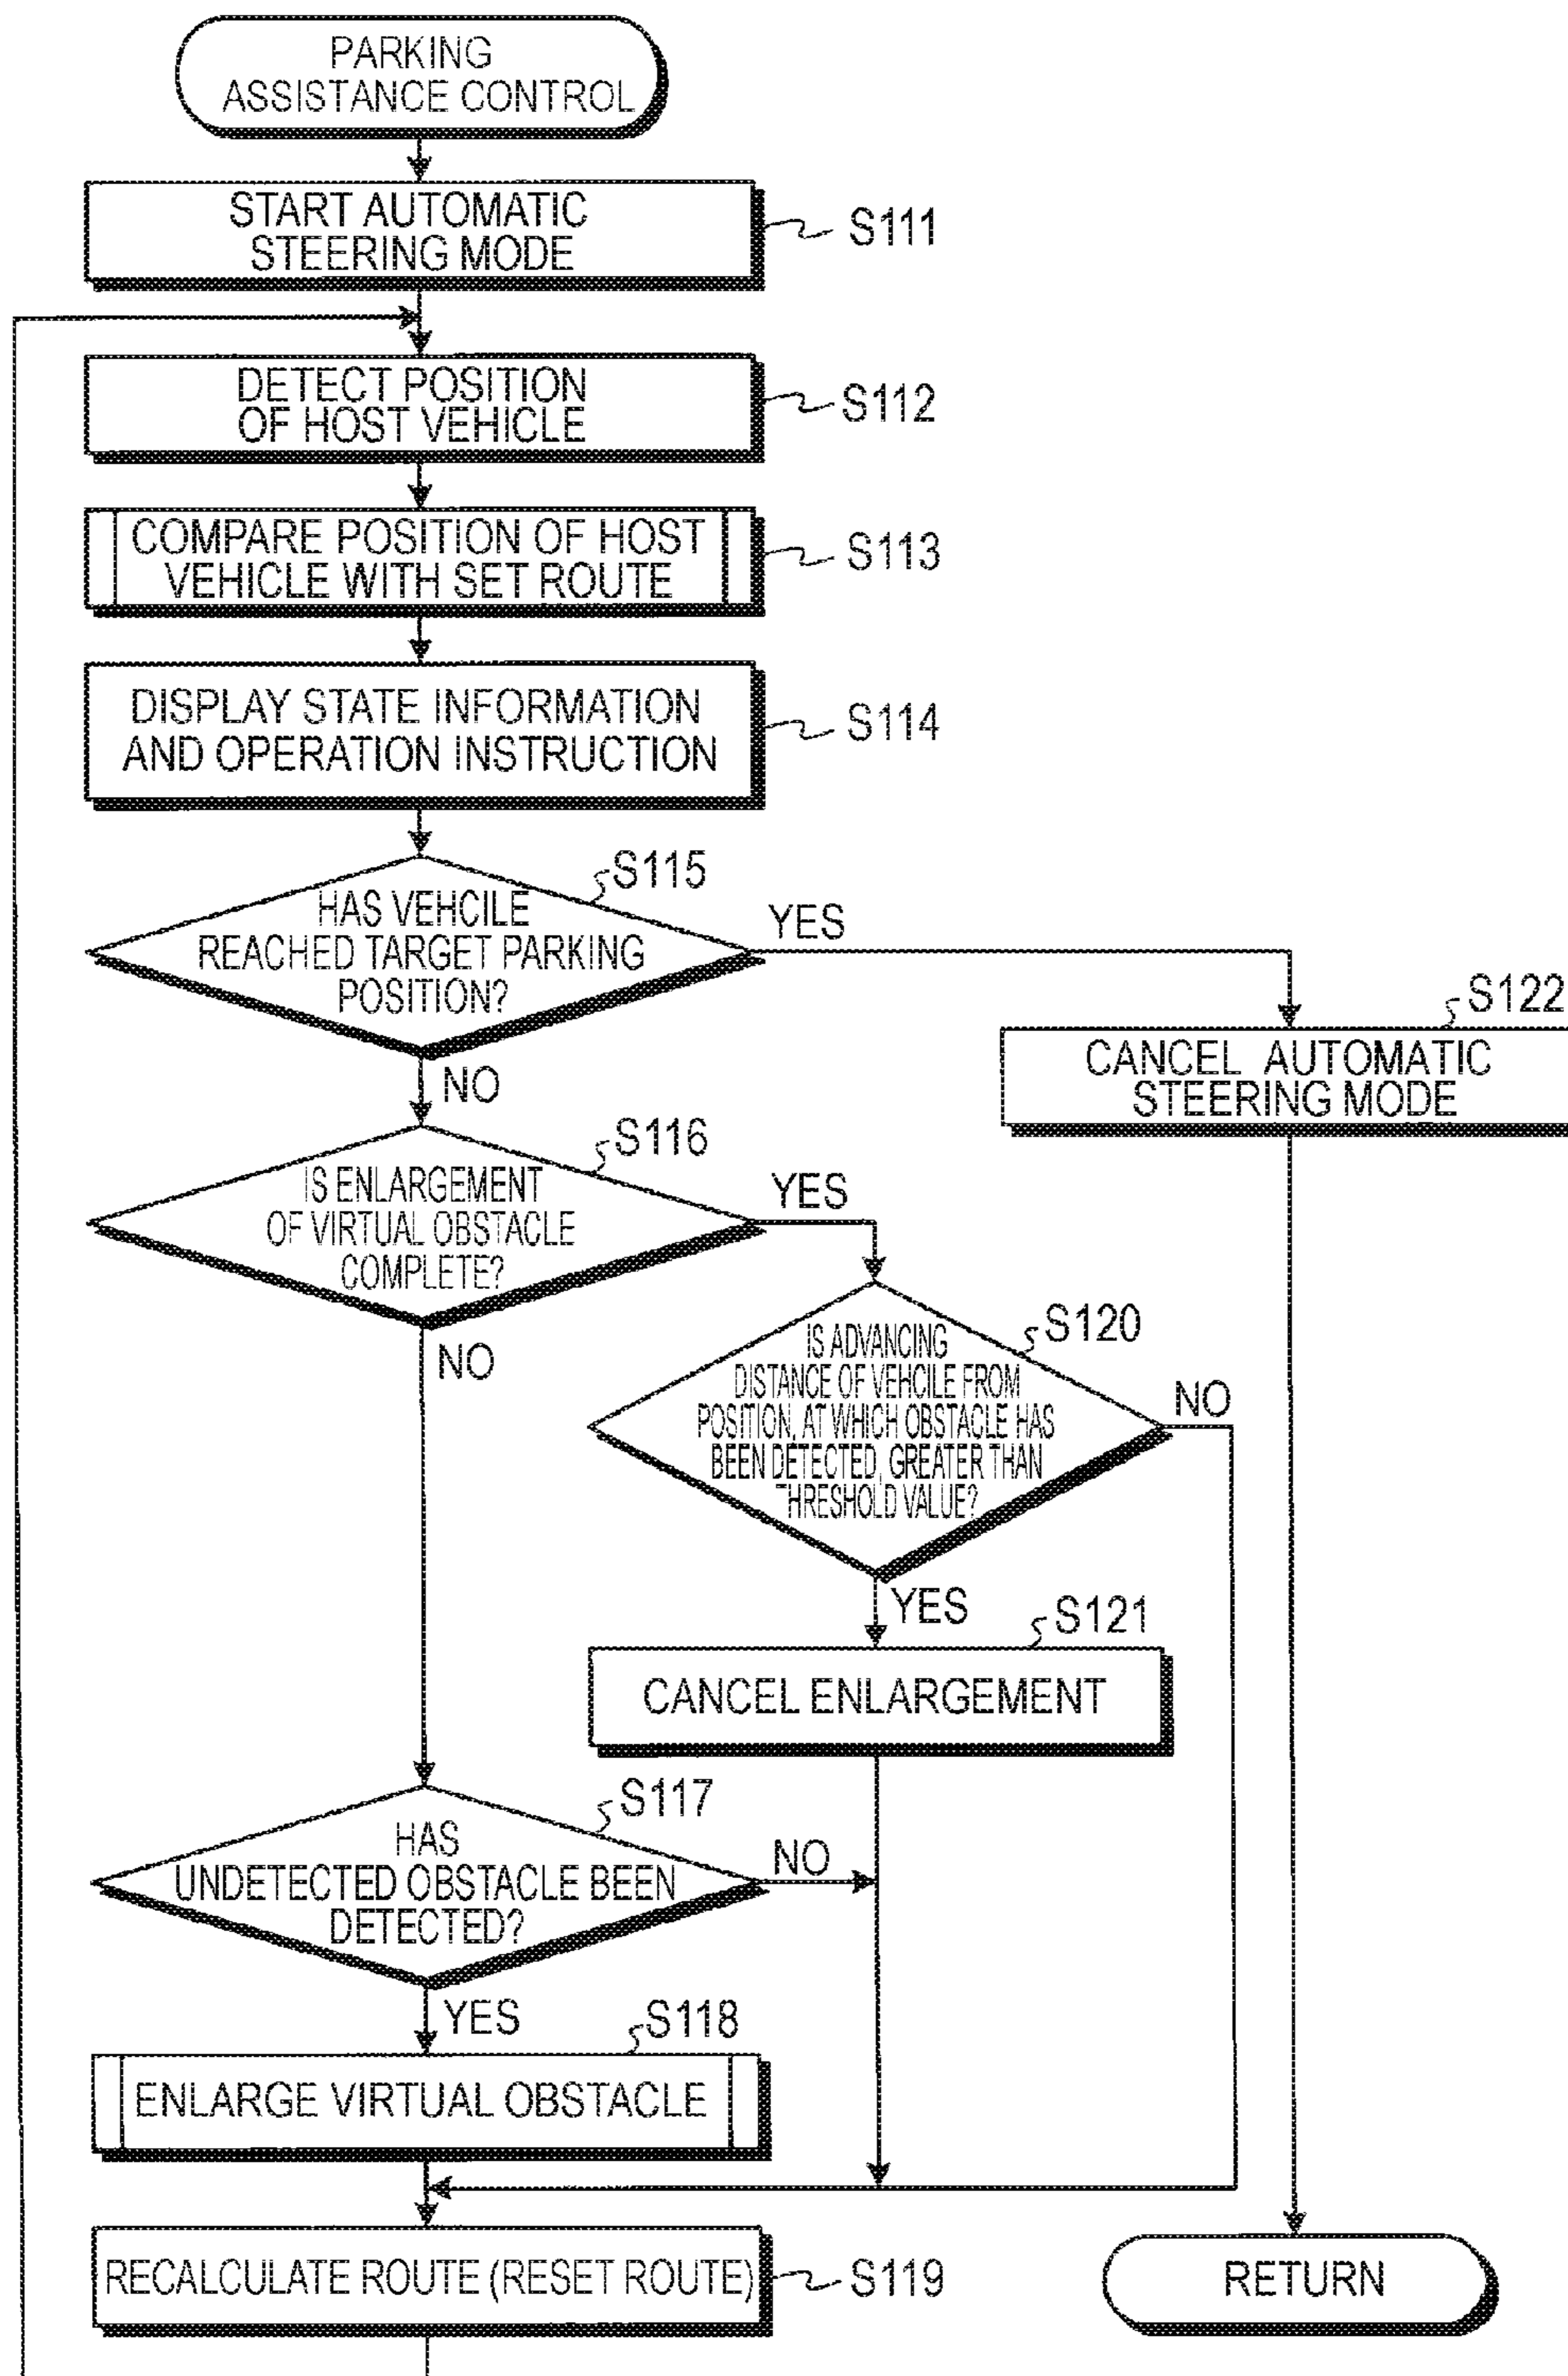 PARKING
ASSISTANCE CONTROL
START AUTOMATIC
STEERING MODE
S111
DETECT POSITION
OF HOST VEHICLE
S112
COMPARE POSITION OF HOST
VEHICLE WITH SET ROUTE
S113
DISPLAY STATE INFORMATION
AND OPERATION INSTRUCTION
S114
S115
HAS VEHCILE
REACHED TARGET PARKING
POSITION?
YES
NO
S122
CANCEL AUTOMATIC
STEERING MODE
S116
IS ENLARGEMENT
OF VIRTUAL OBSTACLE
COMPLETE?
YES
NO
S120
IS ADVANCING
DISTANCE OF VEHCILE FROM
POSITION, AT WHICH OBSTACLE HAS
BEEN DETECTED, GREATER THAN
THRESHOLD VALUE?
NO
YES
S121
CANCEL ENLARGEMENT
S117
HAS
UNDETECTED OBSTACLE BEEN
DETECTED?
NO
YES
S118
ENLARGE VIRTUAL OBSTACLE
RECALCULATE ROUTE (RESET ROUTE)
S119
RETURN